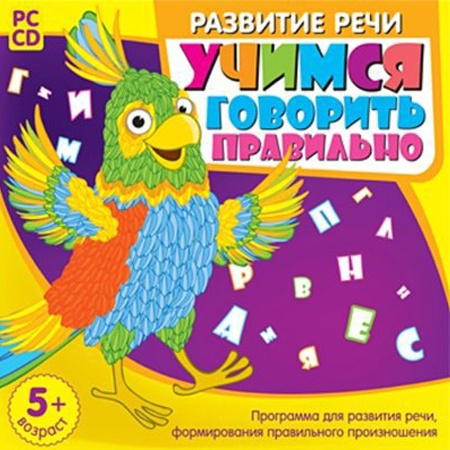 PC
CD
РАЗВИТИЕ РЕЧИ
УЧИМСЯ
ГОВОРИТЬ
ПРАВИЛЬНО
Г И И
М
Р П Г
Р В Н И
А М Я Е С
5+
возраст
Программа для развития речи,
формирования правильного произношения